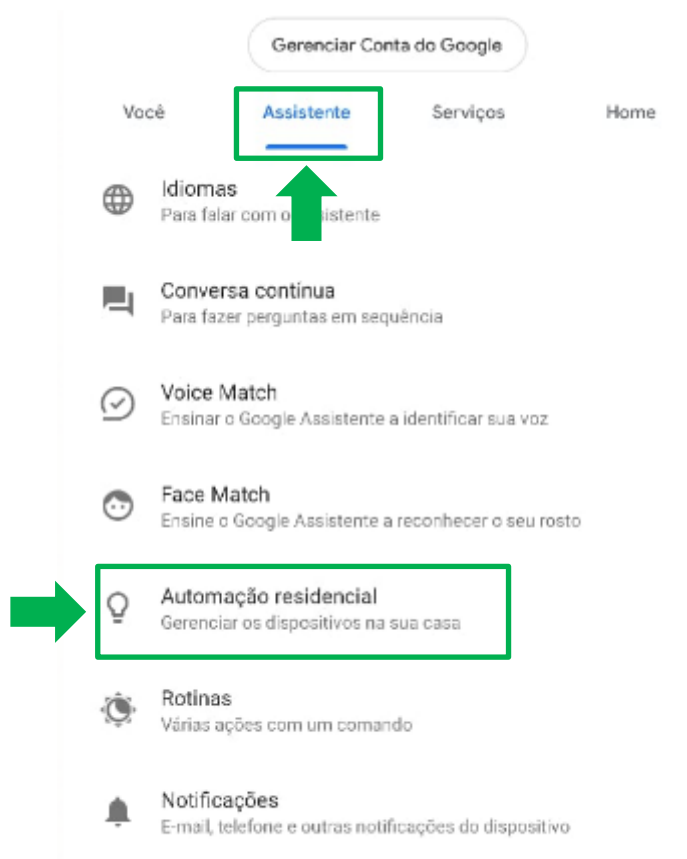 Gerenciar Conta do Google
Você Assistente Serviços Home
Idiomas
Para falar com o sistente
Conversa contínua
Para fazer perguntas em sequência
Voice Match
Ensinar o Google Assistente a identificar sua voz
Face Match
Ensine o Google Assistente a reconhecer o seu rosto
Automação residencial
Gerenciar os dispositivos na sua casa
Rotinas
Várias ações com um comando
Notificações
E-mail, telefone e outras notificações do dispositivo